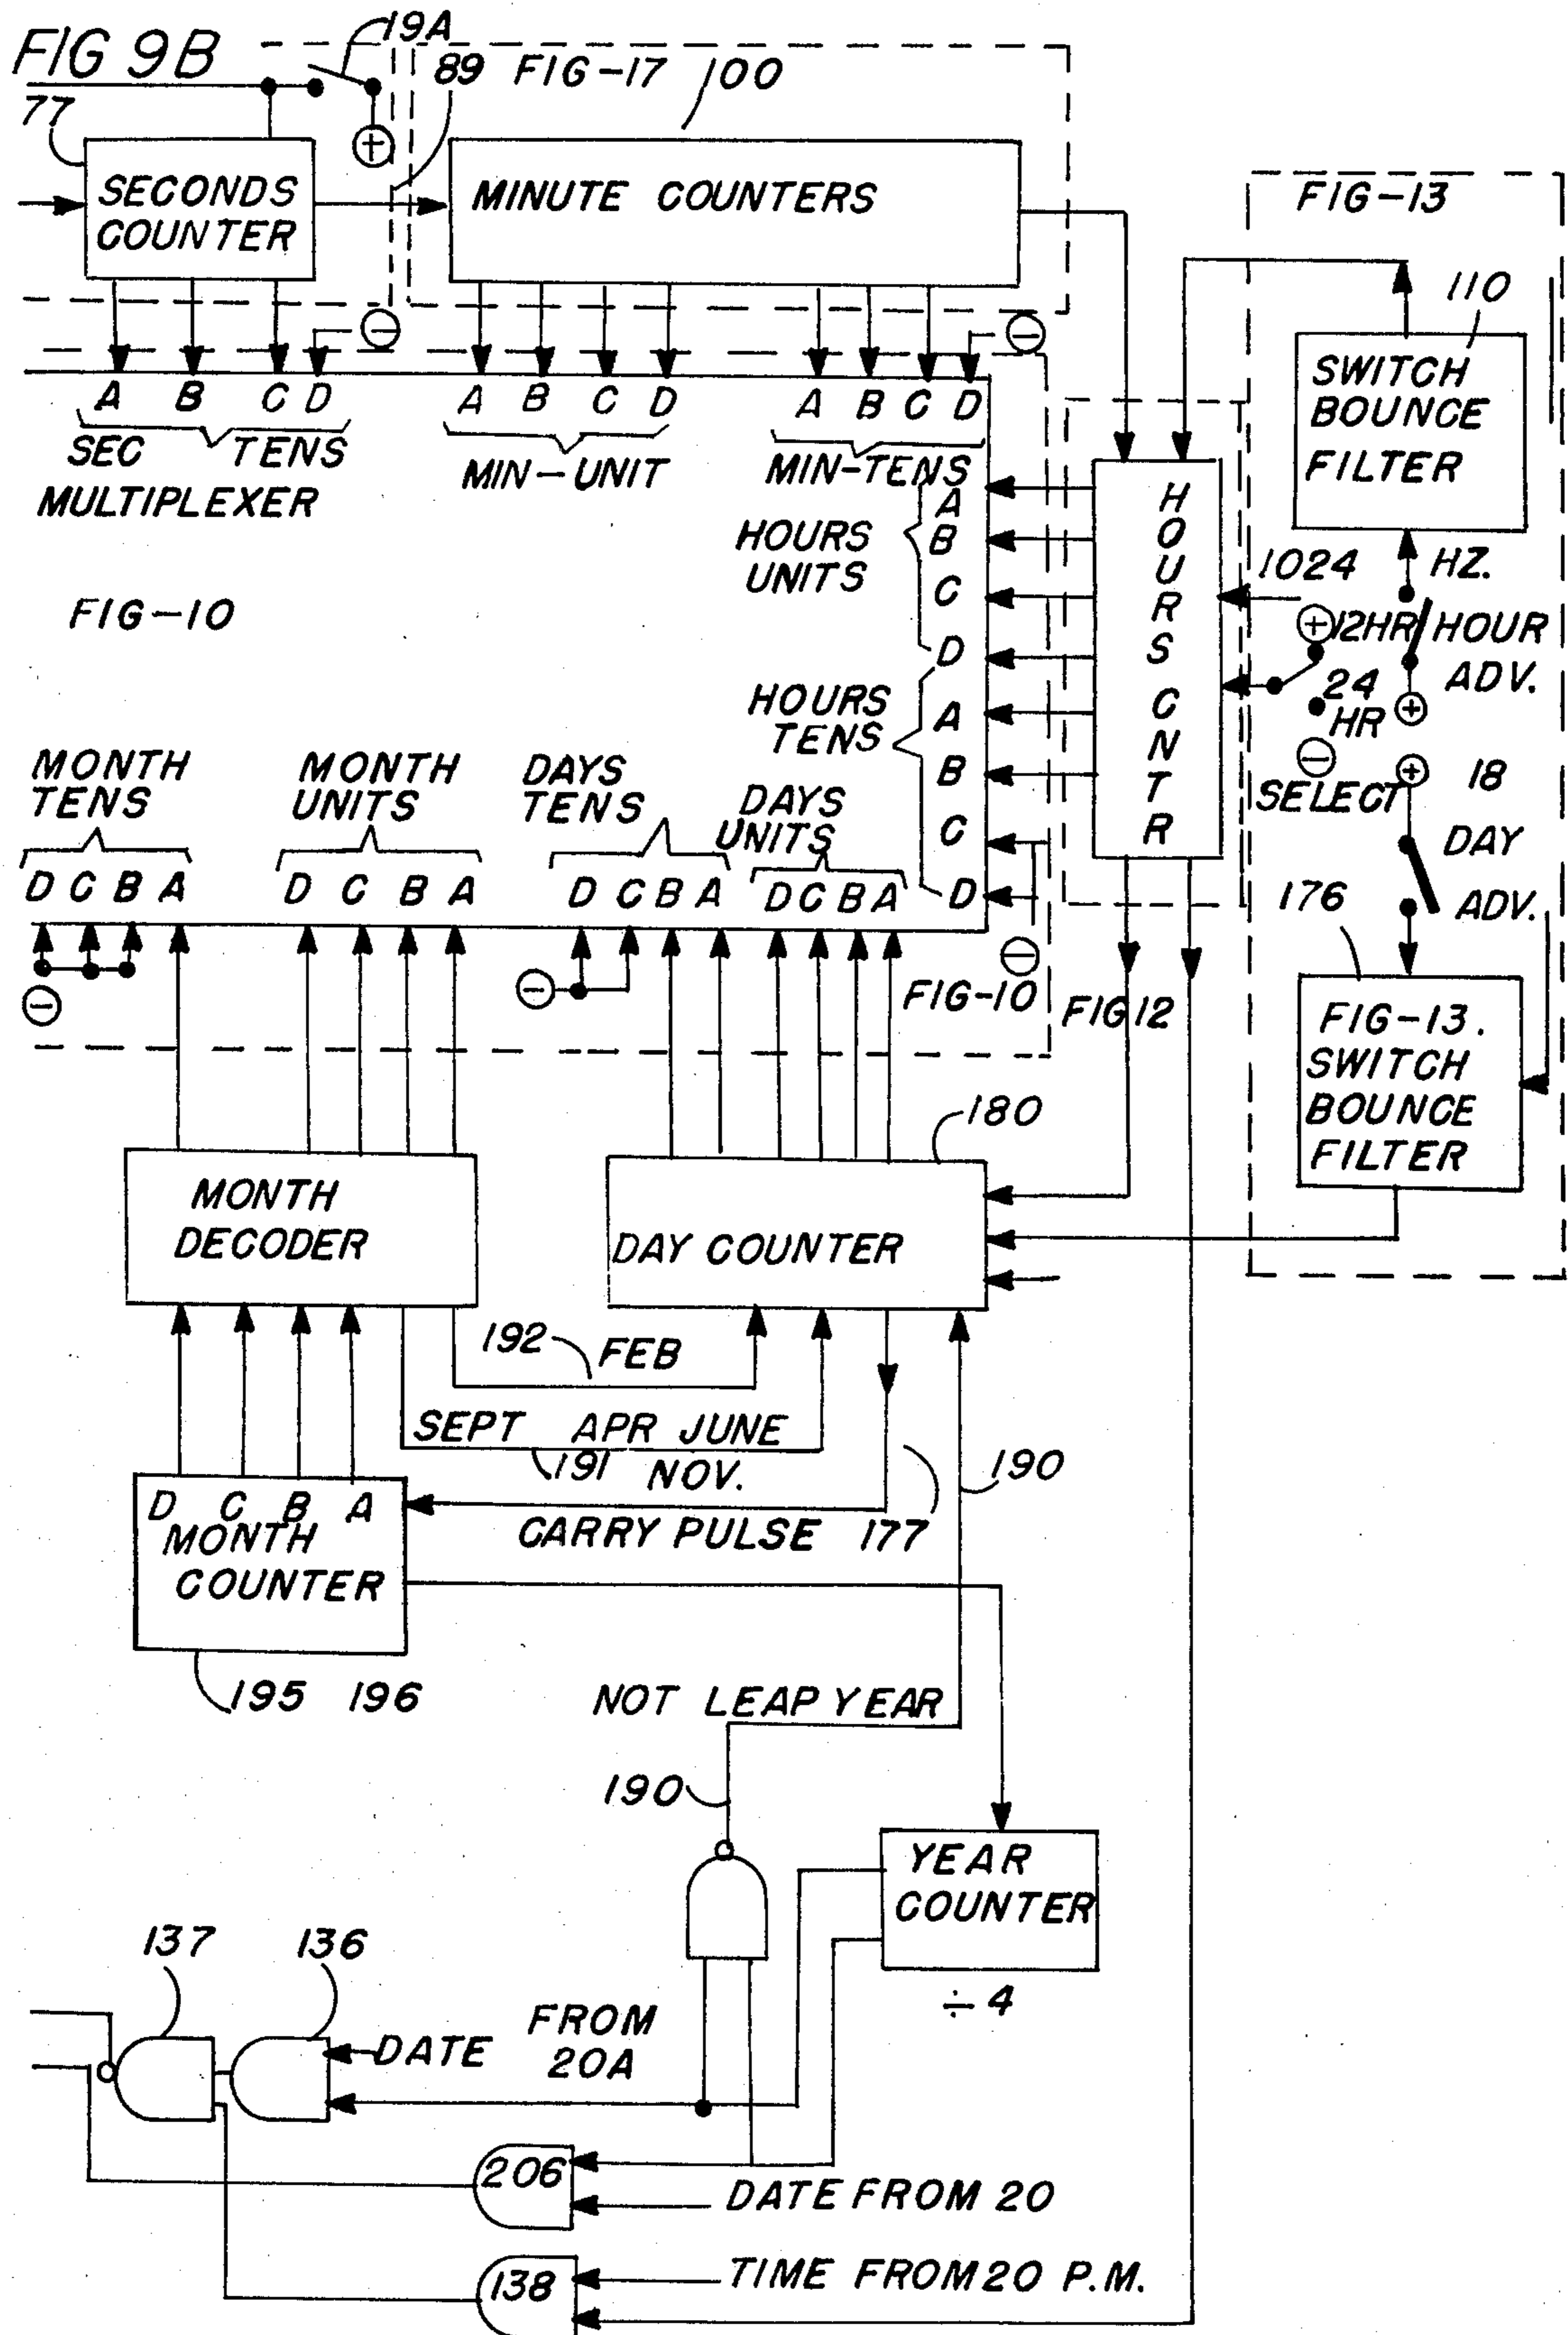 FIG 9B
19A
89 FIG-17 100
77
+
SECONDS
COUNTER
MINUTE COUNTERS
FIG-13
110
SWITCH
BOUNCE
FILTER
−
−
A B C D
SEC TENS
A B C D
MIN-UNIT
A B C D
MIN-TENS
MULTIPLEXER
FIG-10
HOURS
UNITS
A
B
C
D
HOURS
TENS
A
B
C
D
HOURS CNTR
1024 HZ.
+ 12HR
24
HR
−
SELECT
HOUR
ADV.
+
+ 18
DAY
ADV.
176
FIG-13.
SWITCH
BOUNCE
FILTER
MONTH
TENS
D C B A
MONTH
UNITS
D C B A
DAYS
TENS
D C B A
DAYS
UNITS
D C B A
−
−
−
FIG-10
FIG 12
180
MONTH
DECODER
DAY COUNTER
192 FEB
SEPT APR JUNE
191 NOV.
190
D C B A
MONTH
COUNTER
CARRY PULSE 177
195 196
NOT LEAP YEAR
190
YEAR
COUNTER
÷ 4
137 136
DATE FROM
20A
206
DATE FROM 20
138
TIME FROM 20 P.M.